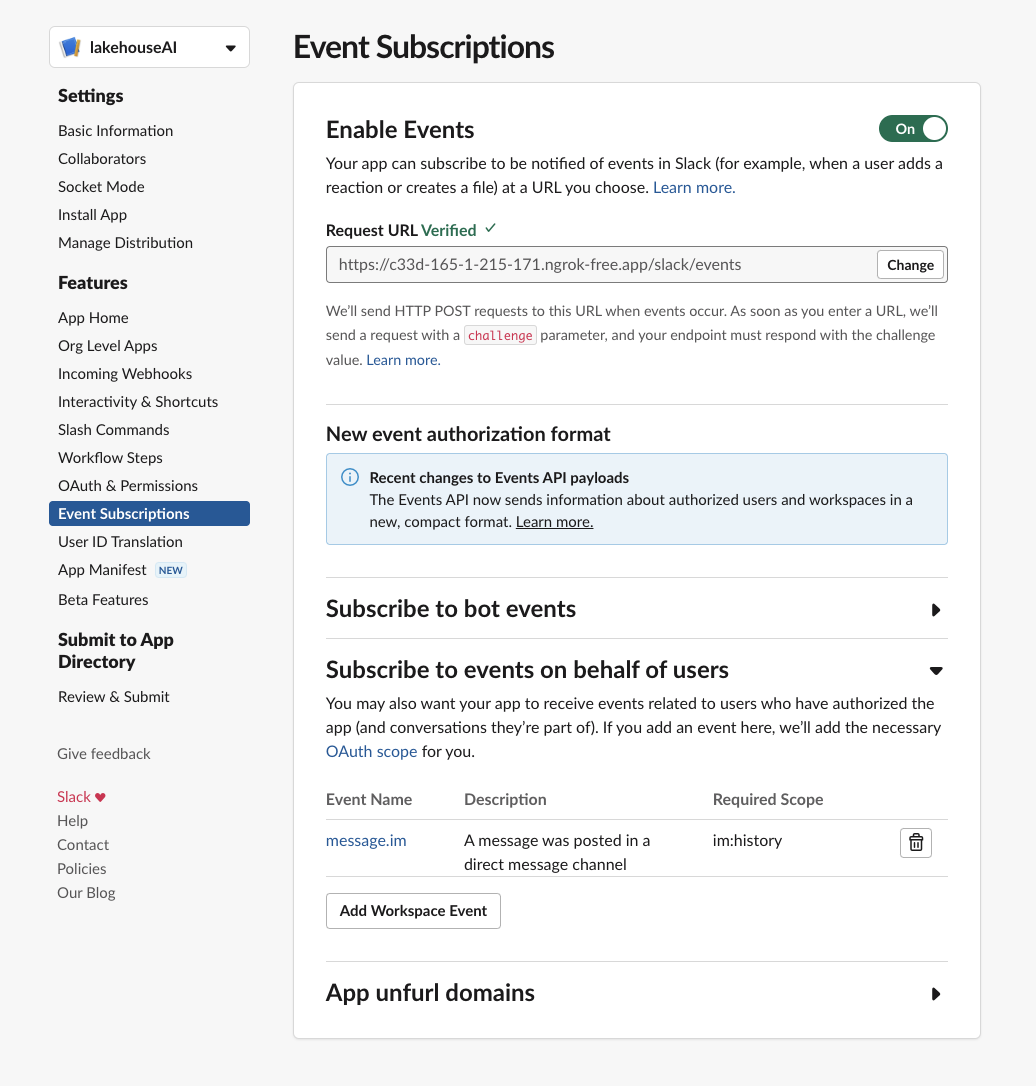 lakehouseAI
Settings
Basic Information
Collaborators
Socket Mode
Install App
Manage Distribution
Features
App Home
Org Level Apps
Incoming Webhooks
Interactivity & Shortcuts
Slash Commands
Workflow Steps
OAuth & Permissions
Event Subscriptions
User ID Translation
App Manifest NEW
Beta Features
Submit to App
Directory
Review & Submit
Give feedback
Slack ♥
Help
Contact
Policies
Our Blog
Event Subscriptions
Enable Events
On
Your app can subscribe to be notified of events in Slack (for example, when a user adds a
reaction or creates a file) at a URL you choose. Learn more.
Request URL Verified ✓
https://c33d-165-1-215-171.ngrok-free.app/slack/events
Change
We’ll send HTTP POST requests to this URL when events occur. As soon as you enter a URL, we’ll
send a request with a challenge parameter, and your endpoint must respond with the challenge
value. Learn more.
New event authorization format
Recent changes to Events API payloads
The Events API now sends information about authorized users and workspaces in a
new, compact format. Learn more.
Subscribe to bot events
Subscribe to events on behalf of users
You may also want your app to receive events related to users who have authorized the
app (and conversations they’re part of). If you add an event here, we’ll add the necessary
OAuth scope for you.
Event Name Description Required Scope
message.im A message was posted in a im:history
direct message channel
Add Workspace Event
App unfurl domains